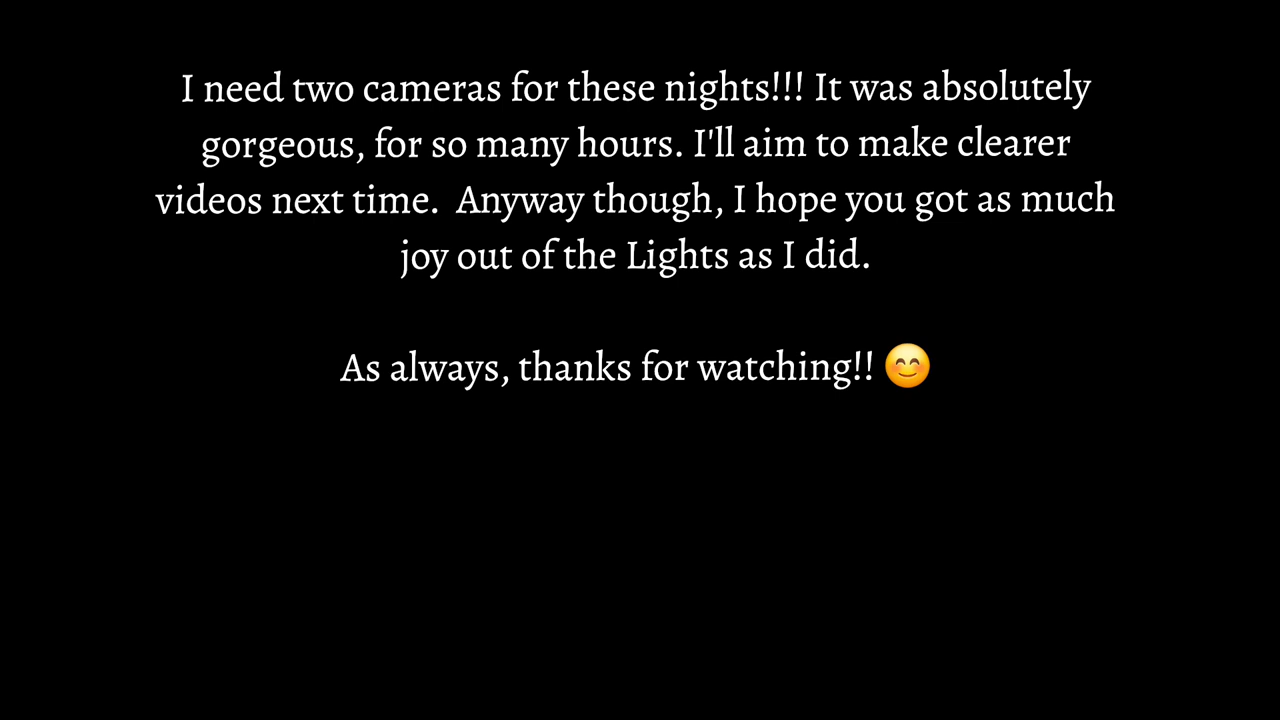 I need two cameras for these nights!!! It was absolutely
gorgeous, for so many hours. I'll aim to make clearer
videos next time.  Anyway though, I hope you got as much
joy out of the Lights as I did.
As always, thanks for watching!! 😊